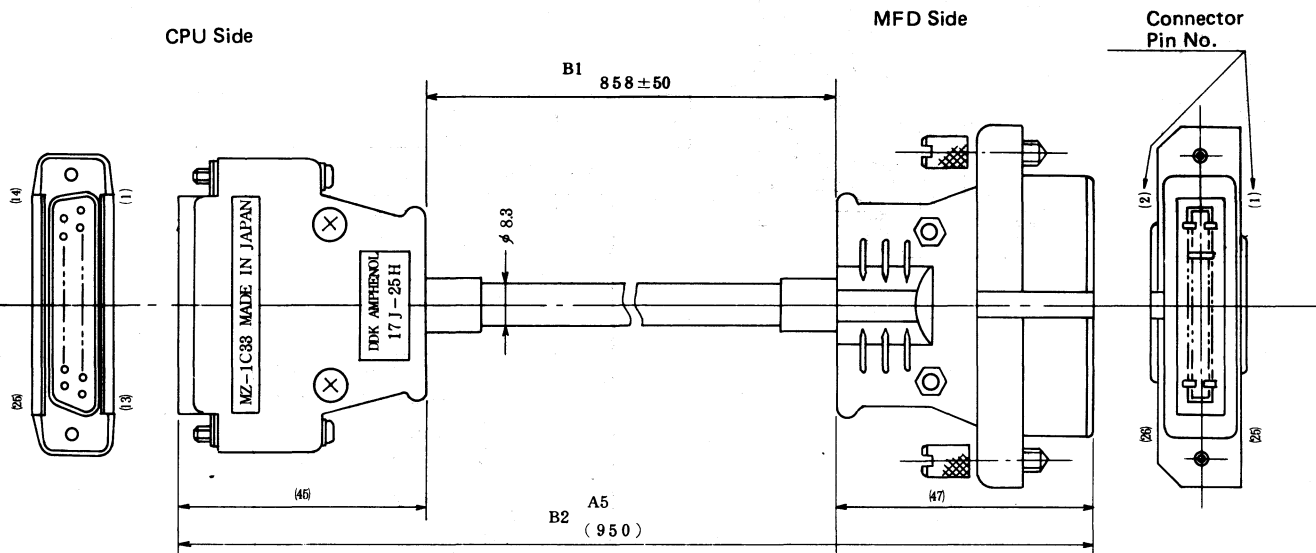 CPU Side
MFD Side
Connector
Pin No.
B1
858±50
(14)
(1)
(26)
(13)
MZ-1C33 MADE IN JAPAN
DDK AMPHENOL
17J-25H
φ 8.3
(2)
(1)
(26)
(25)
(45)
A5
B2
(950)
(47)